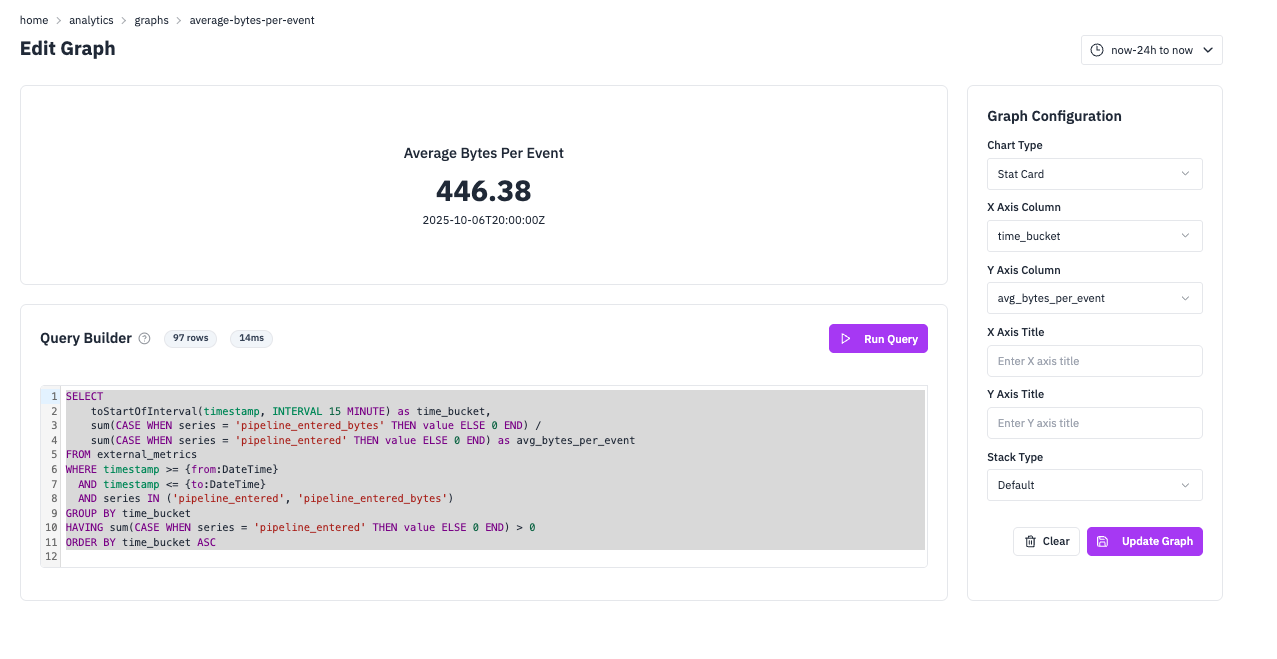 home > analytics > graphs > average-bytes-per-event
Edit Graph
now-24h to now
Average Bytes Per Event
446.38
2025-10-06T20:00:00Z
Query Builder ? 97 rows 14ms
Run Query
1 SELECT
2     toStartOfInterval(timestamp, INTERVAL 15 MINUTE) as time_bucket,
3     sum(CASE WHEN series = 'pipeline_entered_bytes' THEN value ELSE 0 END) /
4     sum(CASE WHEN series = 'pipeline_entered' THEN value ELSE 0 END) as avg_bytes_per_event
5 FROM external_metrics
6 WHERE timestamp >= {from:DateTime}
7   AND timestamp <= {to:DateTime}
8   AND series IN ('pipeline_entered', 'pipeline_entered_bytes')
9 GROUP BY time_bucket
10 HAVING sum(CASE WHEN series = 'pipeline_entered' THEN value ELSE 0 END) > 0
11 ORDER BY time_bucket ASC
12
Graph Configuration
Chart Type
Stat Card
X Axis Column
time_bucket
Y Axis Column
avg_bytes_per_event
X Axis Title
Enter X axis title
Y Axis Title
Enter Y axis title
Stack Type
Default
Clear
Update Graph